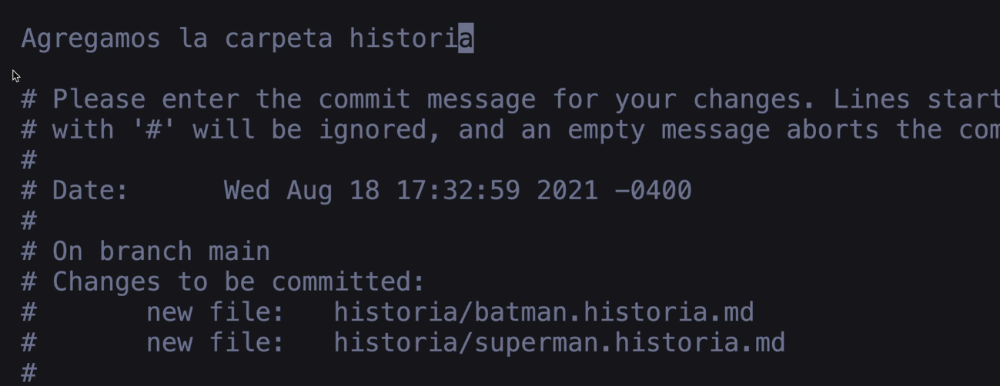 Agregamos la carpeta historia
# Please enter the commit message for your changes. Lines start
# with '#' will be ignored, and an empty message aborts the com
#
# Date:      Wed Aug 18 17:32:59 2021 -0400
#
# On branch main
# Changes to be committed:
#       new file:   historia/batman.historia.md
#       new file:   historia/superman.historia.md
#